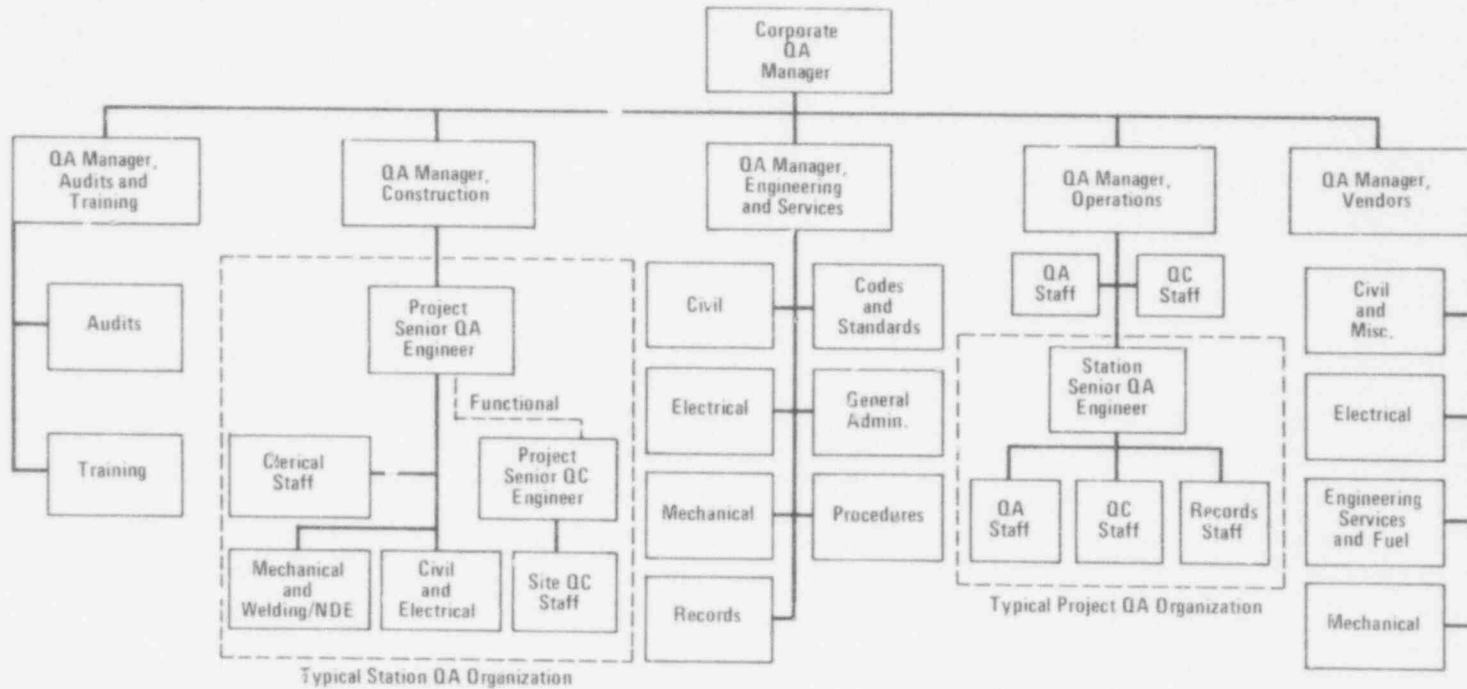 Corporate
QA
Manager
QA Manager,
Audits and
Training
QA Manager,
Construction
QA Manager,
Engineering
and Services
QA Manager,
Operations
QA Manager,
Vendors
Audits
Training
Project
Senior QA
Engineer
Functional
Clerical
Staff
Project
Senior QC
Engineer
Mechanical
and
Welding/NDE
Civil
and
Electrical
Site QC
Staff
Typical Station QA Organization
Civil
Codes
and
Standards
Electrical
General
Admin.
Mechanical
Procedures
Records
QA
Staff
QC
Staff
Station
Senior QA
Engineer
QA
Staff
QC
Staff
Records
Staff
Typical Project QA Organization
Civil
and
Misc.
Electrical
Engineering
Services
and Fuel
Mechanical